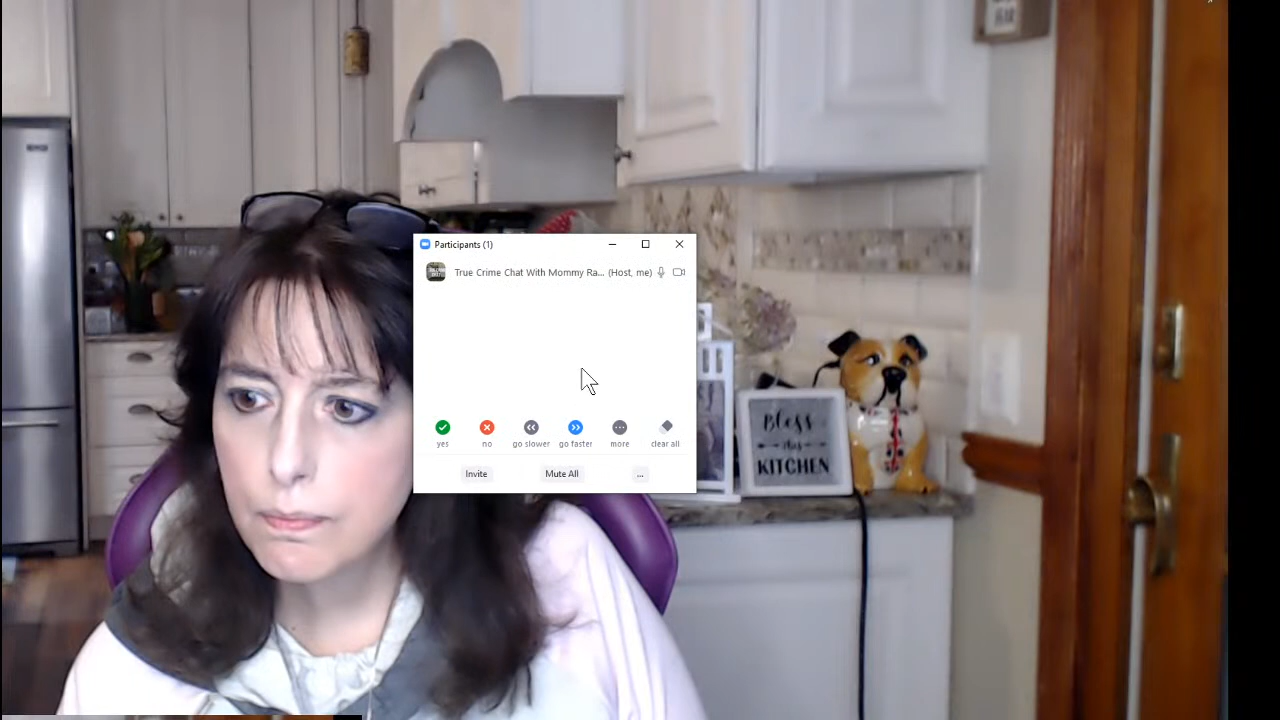 Participants (1)
True Crime Chat With Mommy Ra... (Host, me)
Bless
this
KITCHEN
yes
no
go slower
go faster
more
clear all
Invite
Mute All
...